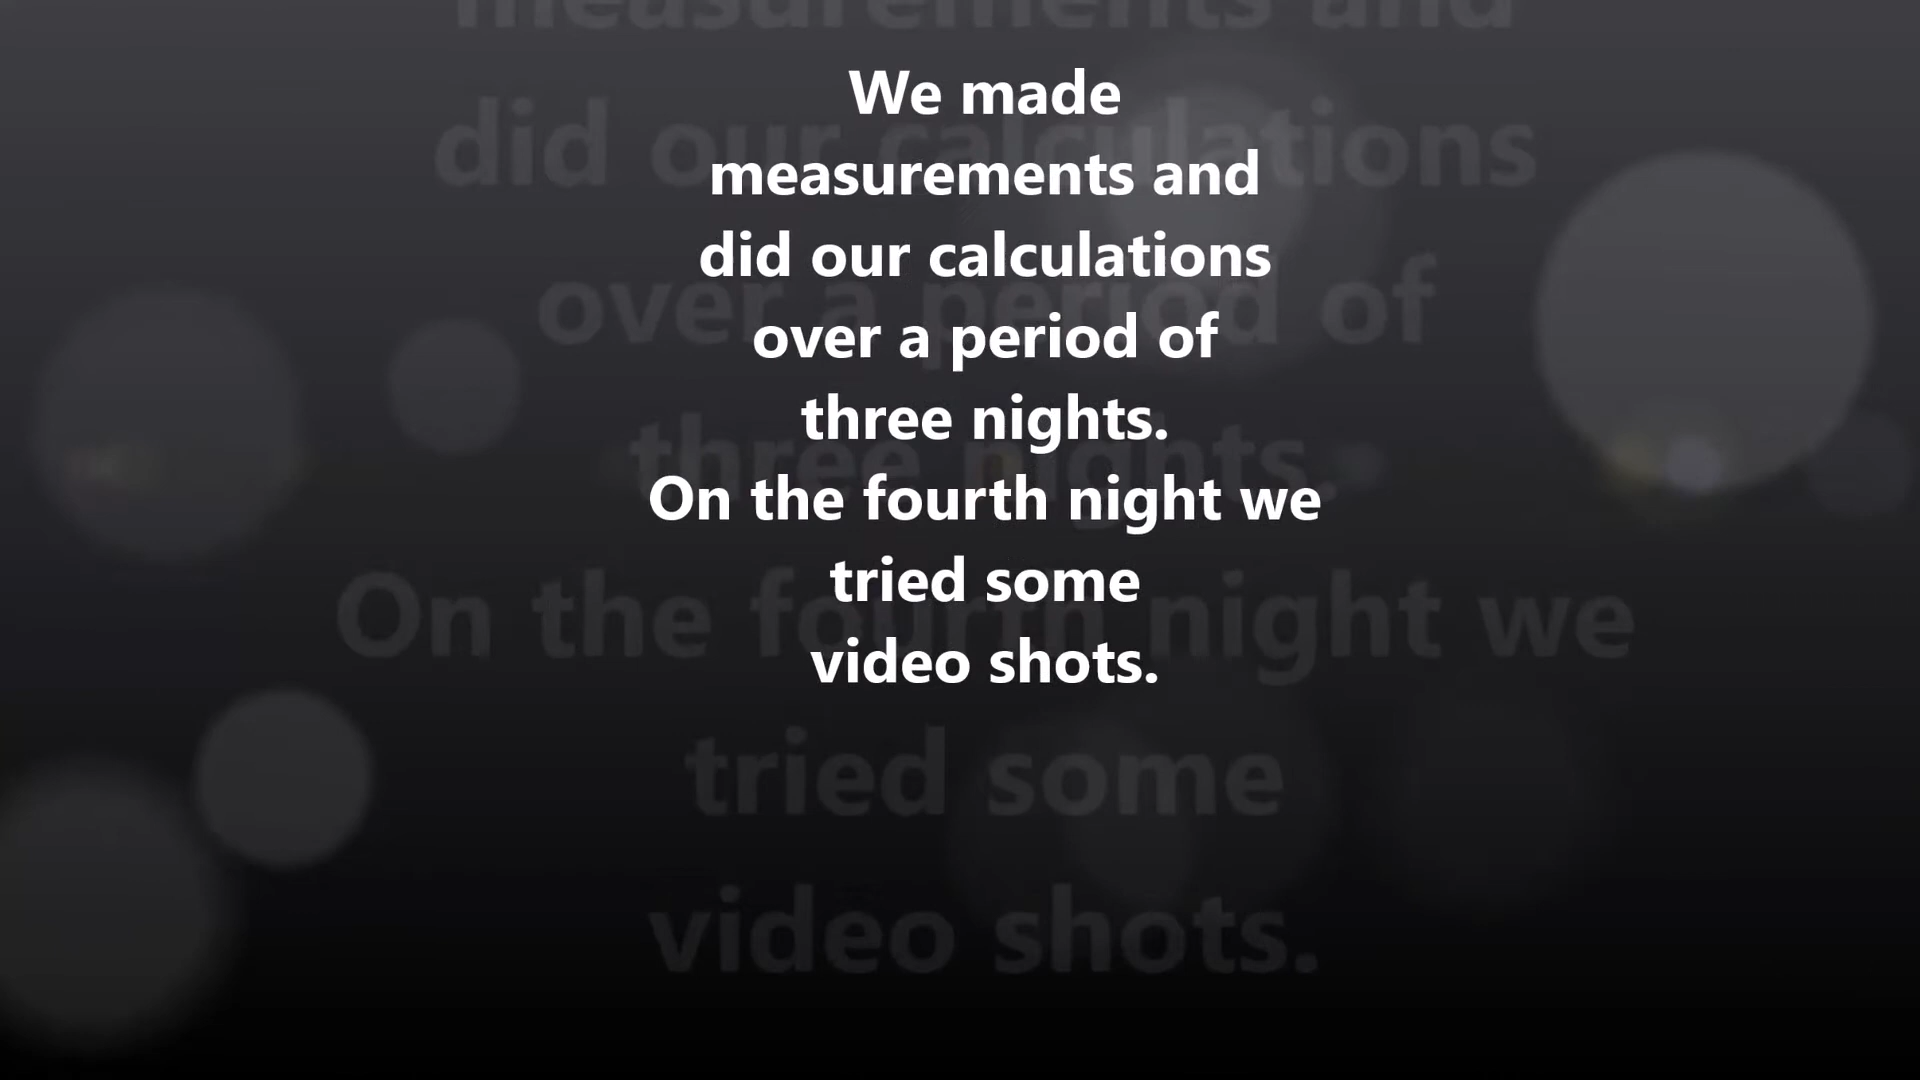 We made
measurements and
did our calculations
over a period of
three nights.
On the fourth night we
tried some
video shots.